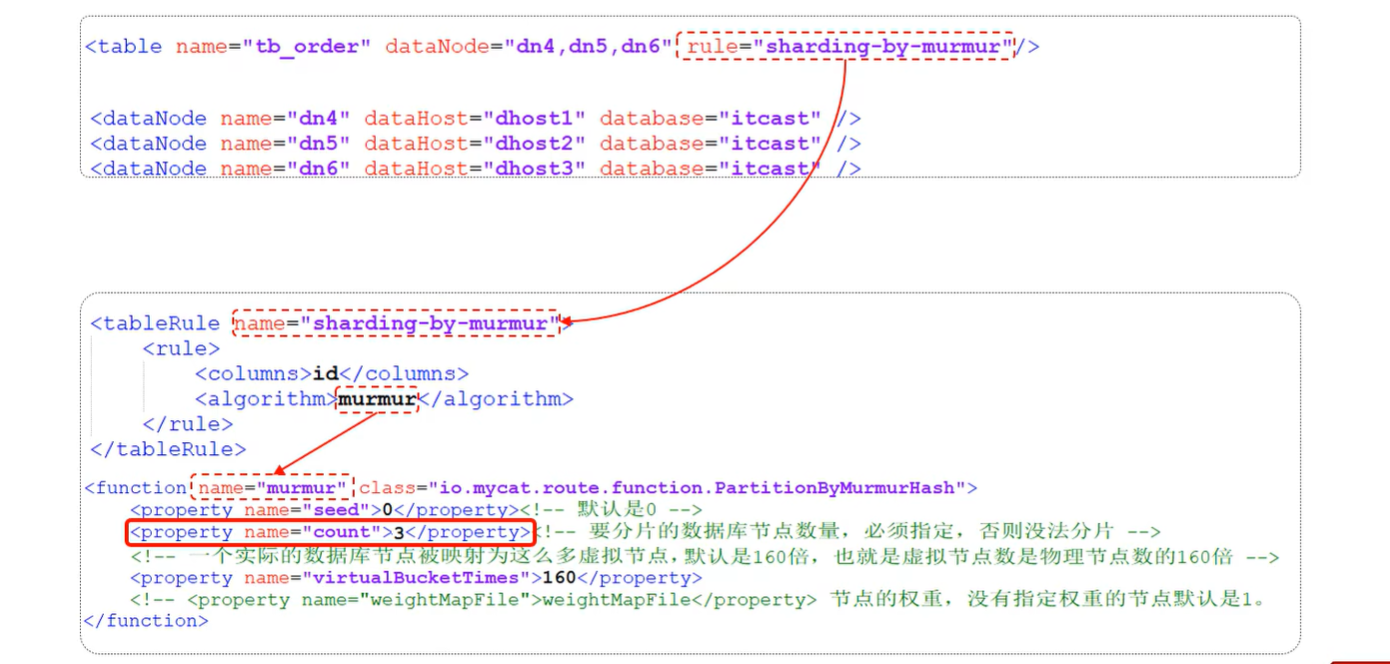 <table name="tb_order" dataNode="dn4,dn5,dn6" rule="sharding-by-murmur"/>
<dataNode name="dn4" dataHost="dhost1" database="itcast" />
<dataNode name="dn5" dataHost="dhost2" database="itcast" />
<dataNode name="dn6" dataHost="dhost3" database="itcast" />
<tableRule name="sharding-by-murmur">
<rule>
<columns>id</columns>
<algorithm>murmur</algorithm>
</rule>
</tableRule>
<function name="murmur" class="io.mycat.route.function.PartitionByMurmurHash">
<property name="seed">0</property><!-- 默认是0 -->
<property name="count">3</property><!-- 要分片的数据库节点数量，必须指定，否则没法分片 -->
<!-- 一个实际的数据库节点被映射为这么多虚拟节点，默认是160倍，也就是虚拟节点数是物理节点数的160倍 -->
<property name="virtualBucketTimes">160</property>
<!-- <property name="weightMapFile">weightMapFile</property> 节点的权重，没有指定权重的节点默认是1。
</function>